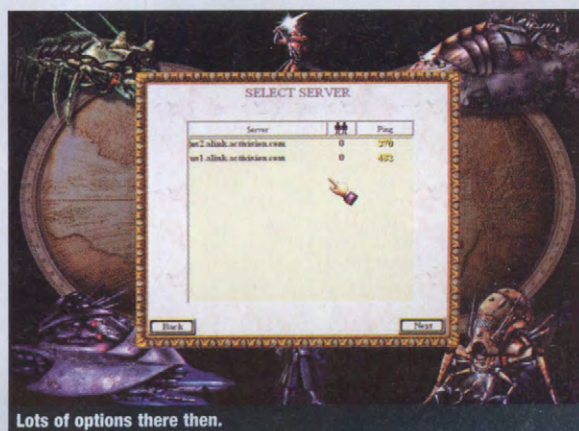 SELECT SERVER
Server Ping
us2.alink.activision.com 0 270
us1.alink.activision.com 0 482
Back Next
Lots of options there then.